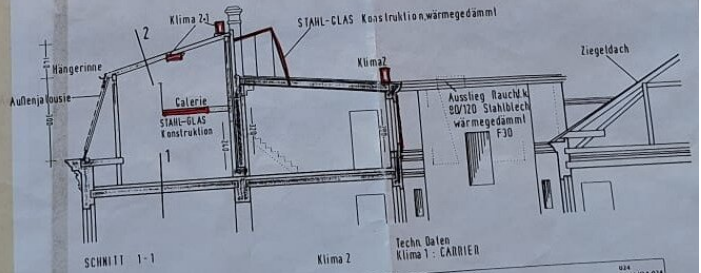 Klima 2-1
STAHL-GLAS Konstruktion,wärmegedämmt
2
Hängerinne
Klima2
Ziegeldach
Außenjalousie
Galerie
STAHL-GLAS
Konstruktion
Ausstieg Rauchf.k.
80/120 Stahlblech
wärmegedämmt
F30
1
SCHNITT 1-1
Klima 2
Techn. Daten
Klima 1 : CARRIER